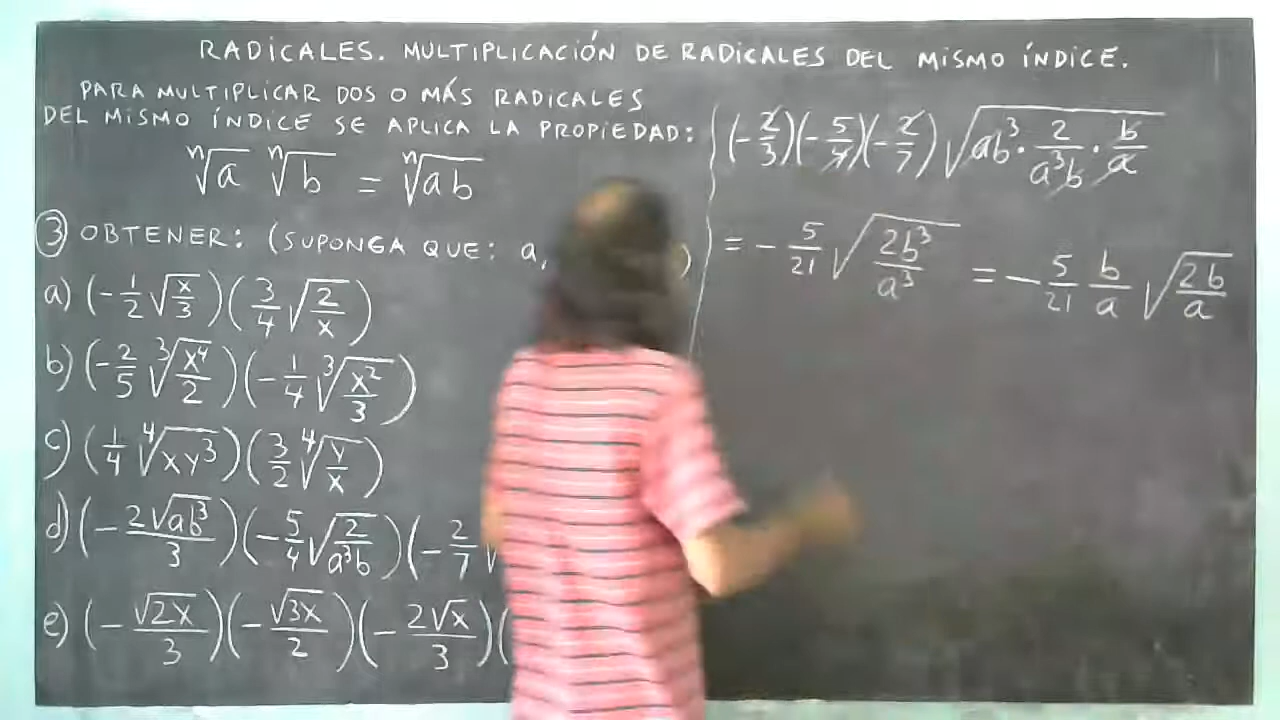 RADICALES. MULTIPLICACIÓN DE RADICALES DEL MISMO ÍNDICE.
PARA MULTIPLICAR DOS O MÁS RADICALES
DEL MISMO ÍNDICE SE APLICA LA PROPIEDAD:
ⁿ√a ⁿ√b = ⁿ√ab
③ OBTENER: (SUPONGA QUE: a, )
a) (-1/2 √(x/3)) (3/4 √(2/x))
b) (-2/5 ∛(x⁴/2)) (-1/4 ∛(x²/3))
c) (1/4 ∜(xy³)) (3/2 ∜(y/x))
d) (-2√(ab³)/3) (-5/4 √(2/(a³b))) (-2/7 √
e) (-√(2x)/3) (-√(3x)/2) (-2√x/3) (
(-2/3)(-5/4)(-2/7) √(ab³ · 2/(a³b) · b/a)
= -5/21 √(2b³/a³) = -5/21 b/a √(2b/a)